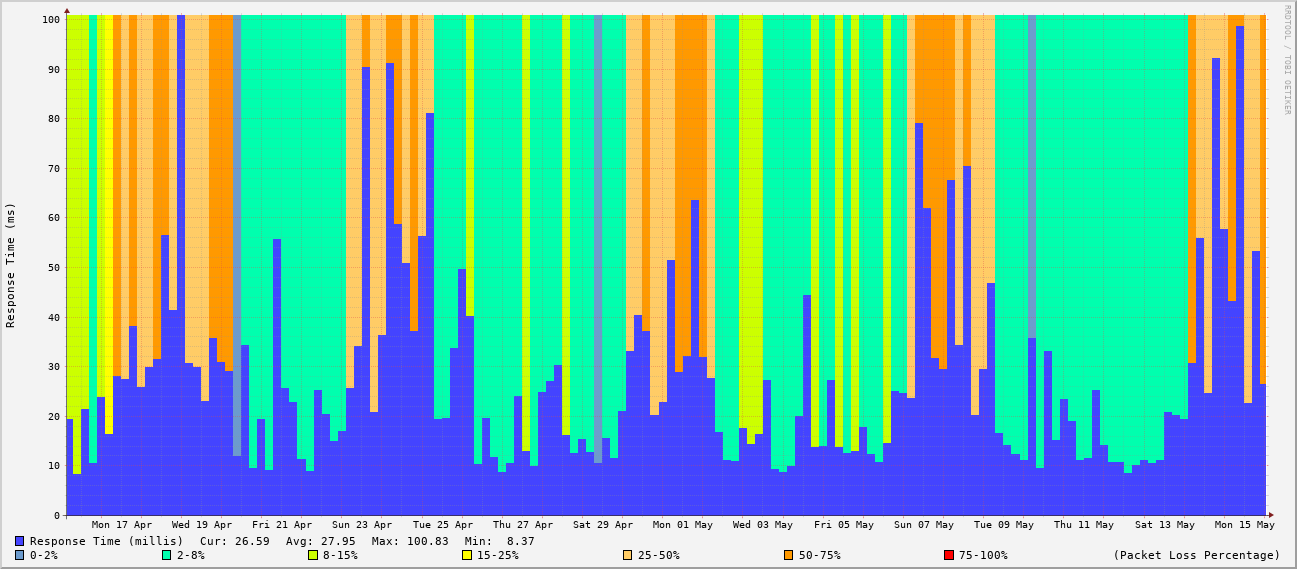 RRDTOOL / TOBI OETIKER
Response Time (ms)
100
90
80
70
60
50
40
30
20
10
0
Mon 17 Apr Wed 19 Apr Fri 21 Apr Sun 23 Apr Tue 25 Apr Thu 27 Apr Sat 29 Apr Mon 01 May Wed 03 May Fri 05 May Sun 07 May Tue 09 May Thu 11 May Sat 13 May Mon 15 May
Response Time (millis) Cur: 26.59 Avg: 27.95 Max: 100.83 Min: 8.37
0-2% 2-8% 8-15% 15-25% 25-50% 50-75% 75-100% (Packet Loss Percentage)